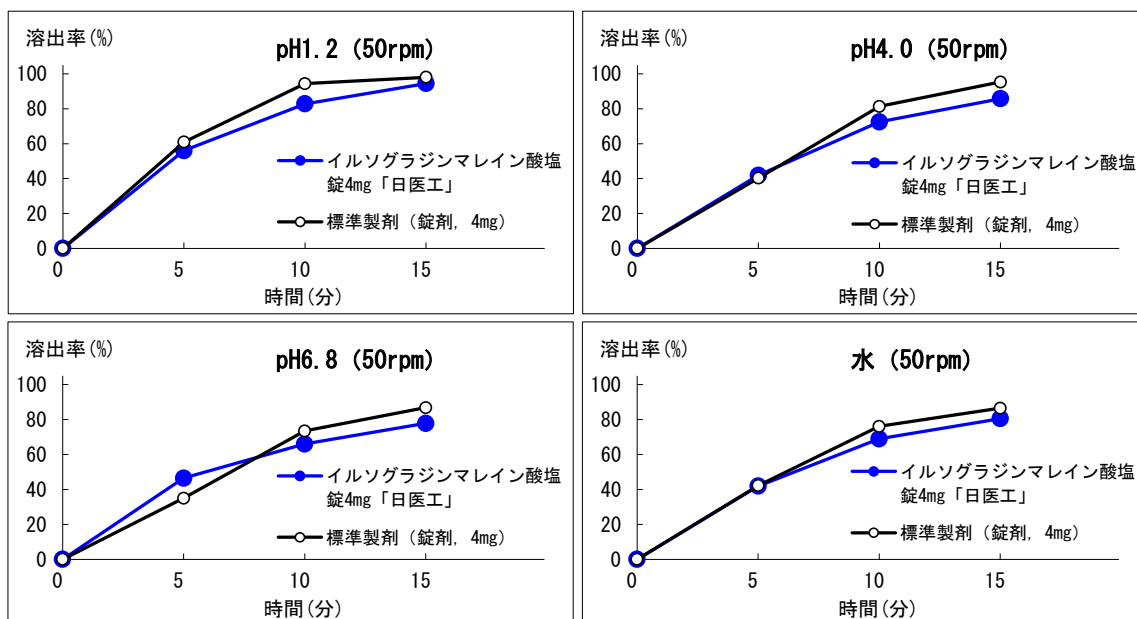 溶出率(%)
pH1.2 (50rpm)
100
80
60
40
20
0
イルソグラジンマレイン酸塩
錠4mg「日医工」
標準製剤（錠剤, 4mg）
0 5 10 15
時間(分)
溶出率(%)
pH4.0 (50rpm)
100
80
60
40
20
0
イルソグラジンマレイン酸塩
錠4mg「日医工」
標準製剤（錠剤, 4mg）
0 5 10 15
時間(分)
溶出率(%)
pH6.8 (50rpm)
100
80
60
40
20
0
イルソグラジンマレイン酸塩
錠4mg「日医工」
標準製剤（錠剤, 4mg）
0 5 10 15
時間(分)
溶出率(%)
水 (50rpm)
100
80
60
40
20
0
イルソグラジンマレイン酸塩
錠4mg「日医工」
標準製剤（錠剤, 4mg）
0 5 10 15
時間(分)